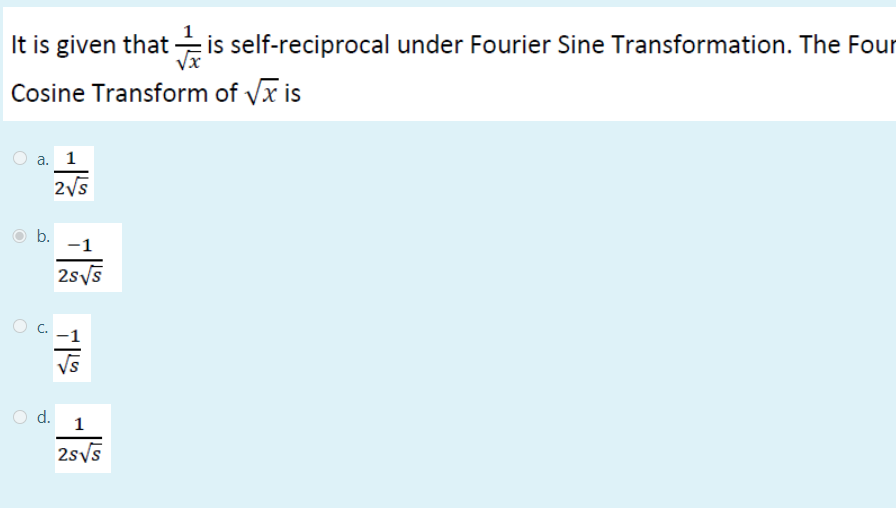 It is given that 1/√x is self-reciprocal under Fourier Sine Transformation. The Four
Cosine Transform of √x is
a. 1/(2√s)
b. −1/(2s√s)
c. −1/√s
d. 1/(2s√s)